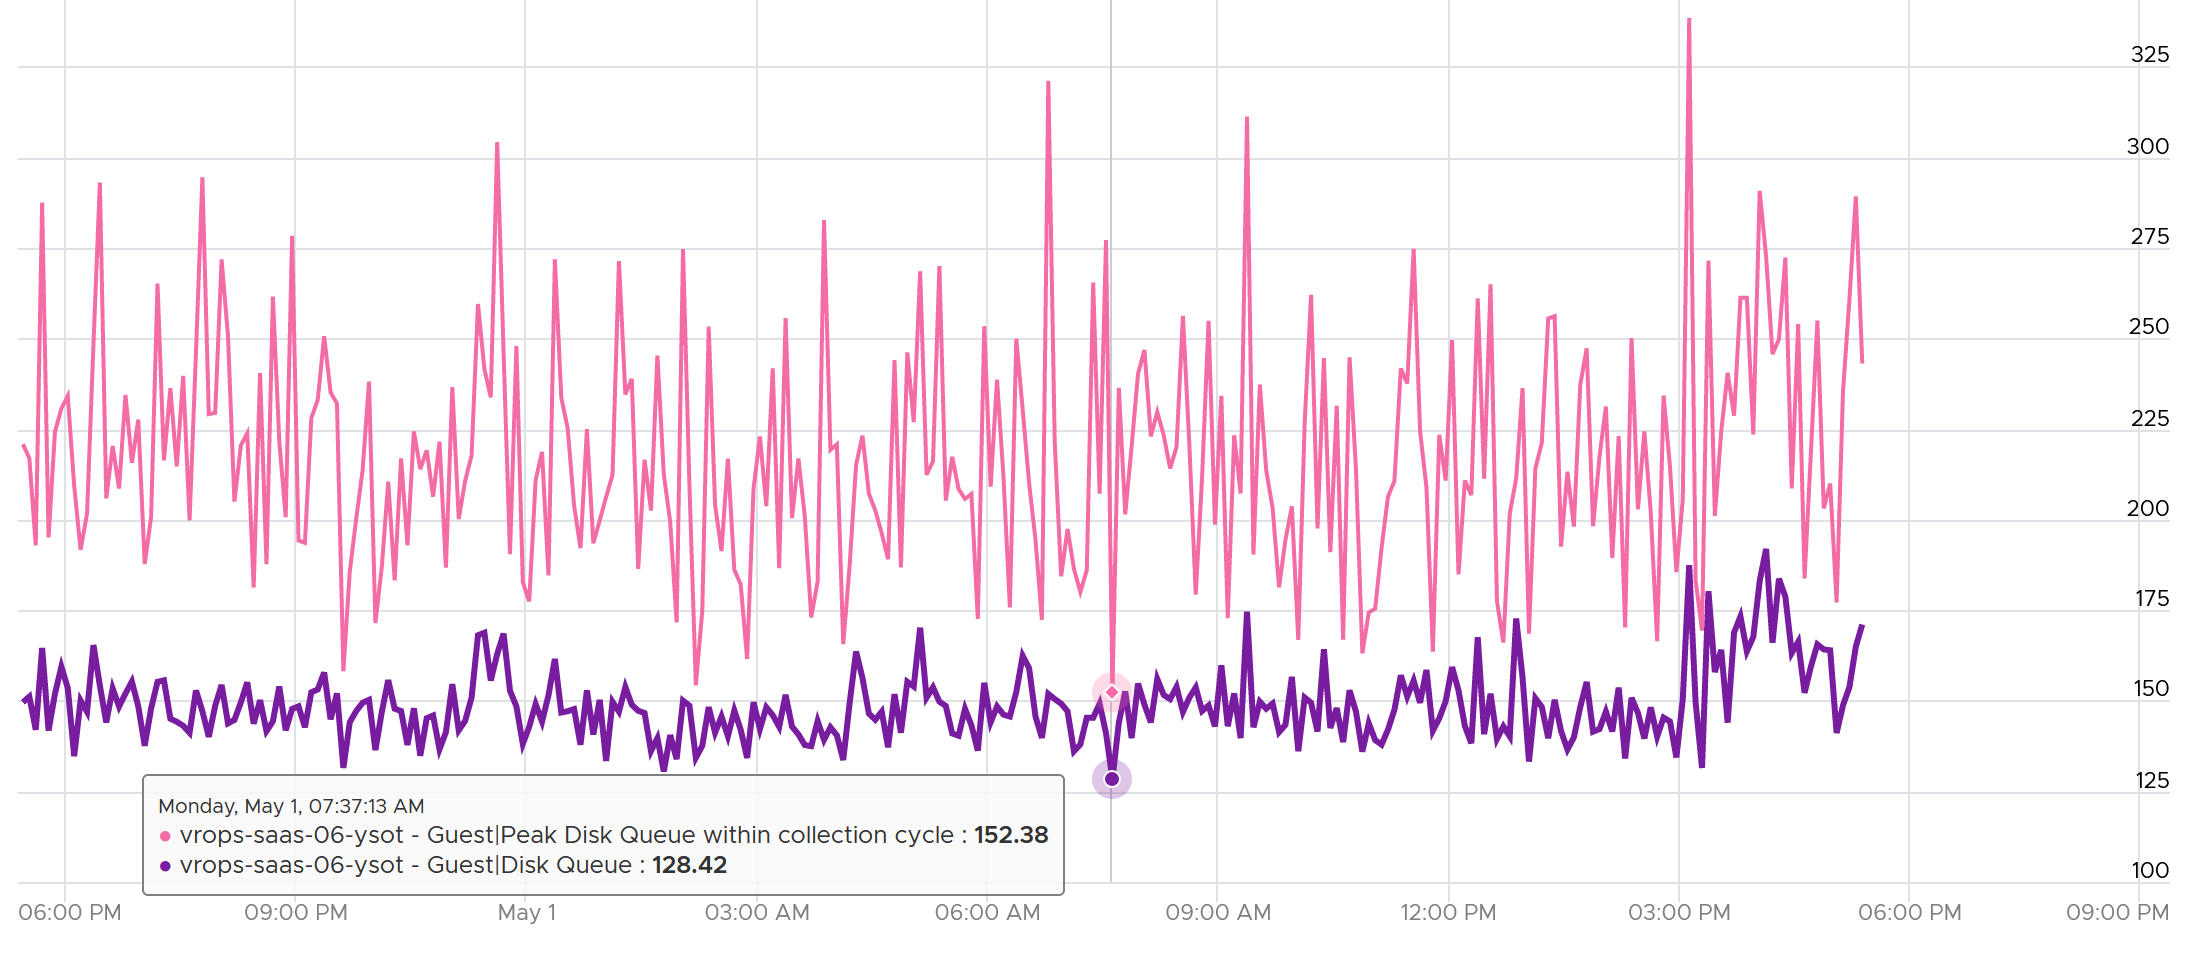 325
300
275
250
225
200
175
150
125
100
Monday, May 1, 07:37:13 AM
vrops-saas-06-ysot - Guest|Peak Disk Queue within collection cycle : 152.38
vrops-saas-06-ysot - Guest|Disk Queue : 128.42
06:00 PM 09:00 PM May 1 03:00 AM 06:00 AM 09:00 AM 12:00 PM 03:00 PM 06:00 PM 09:00 PM